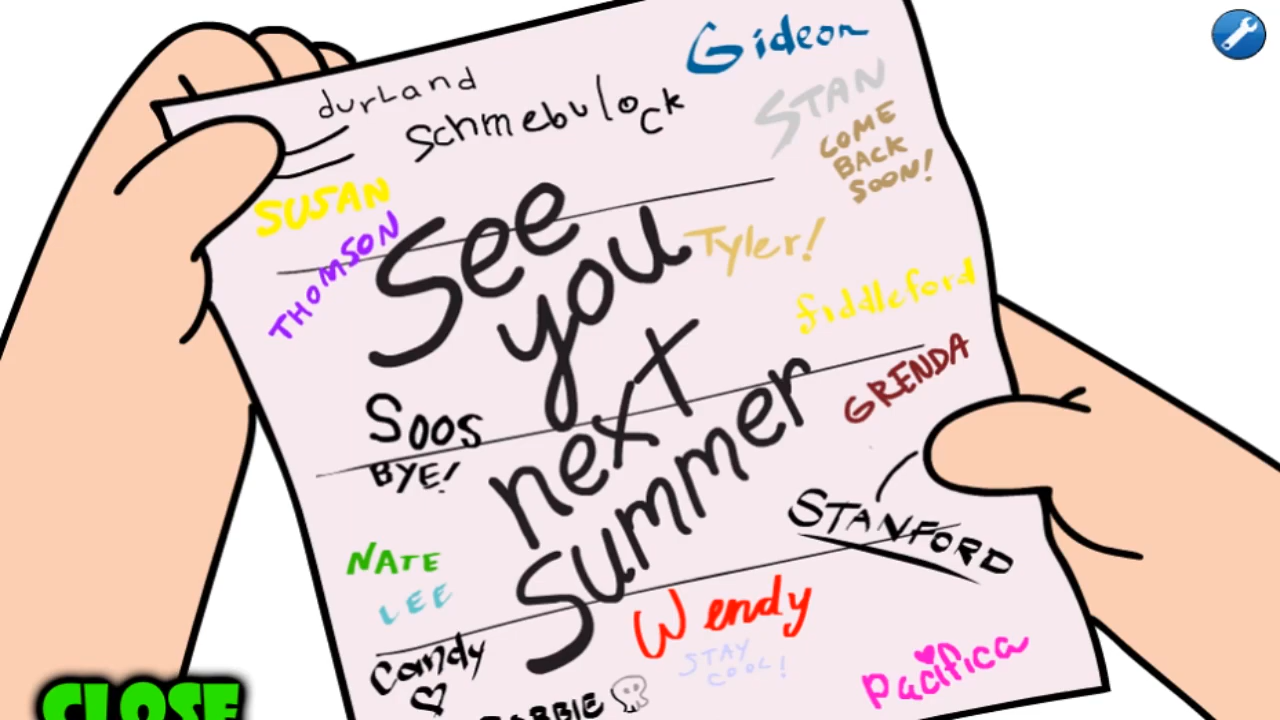 Gideon
durLand
Schmebulock
STAN
COME
BACK
SOON!
SUSAN
THOMSON
See
you
next
summer
Tyler!
fiddleford
GRENDA
Soos
BYE!
STANFORD
NATE
LEE
Wendy
STAY
COOL!
Candy
Pacifica
CLOSE